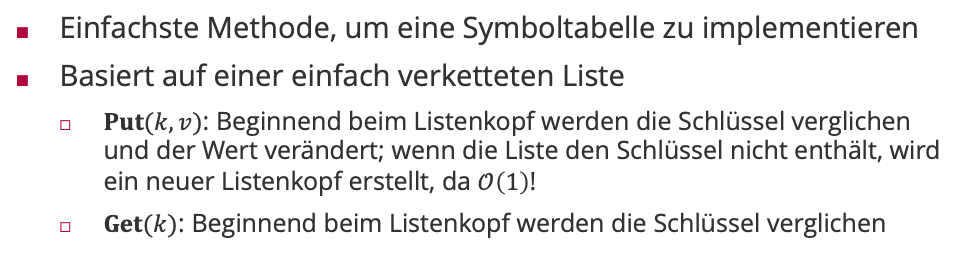 Einfachste Methode, um eine Symboltabelle zu implementieren
Basiert auf einer einfach verketteten Liste
Put(k, v): Beginnend beim Listenkopf werden die Schlüssel verglichen
und der Wert verändert; wenn die Liste den Schlüssel nicht enthält, wird
ein neuer Listenkopf erstellt, da 𝒪(1)!
Get(k): Beginnend beim Listenkopf werden die Schlüssel verglichen